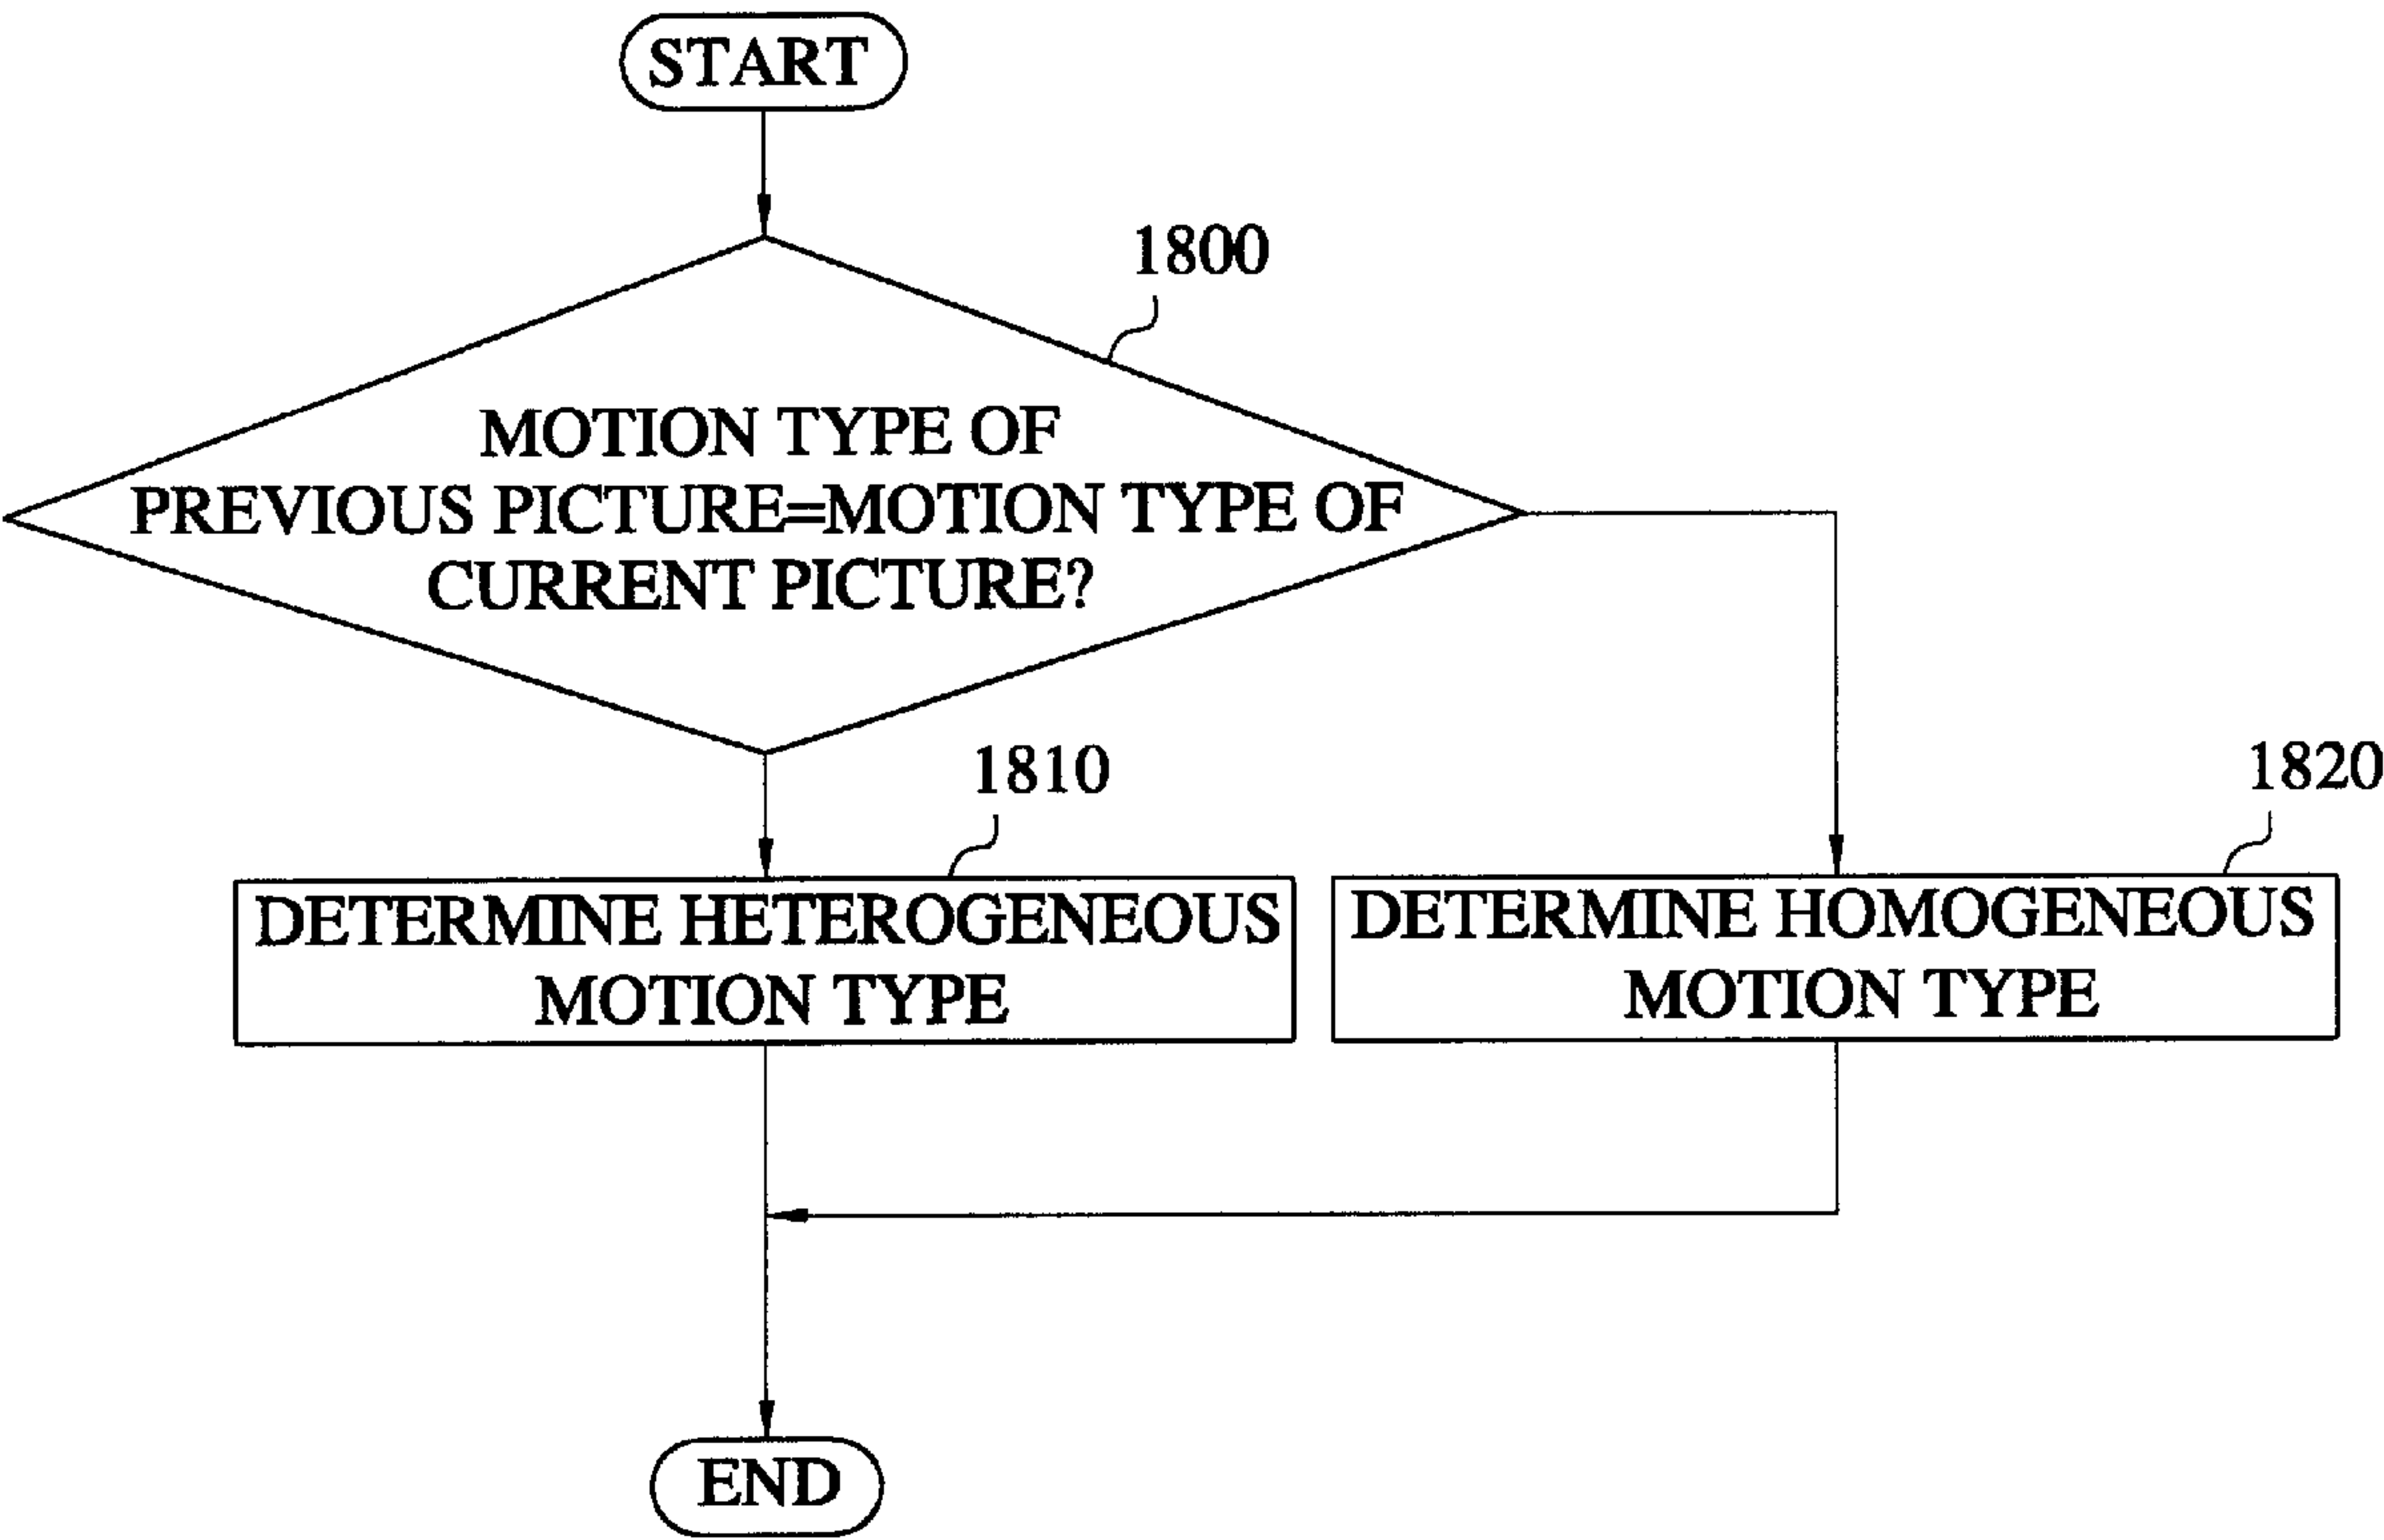 START
1800
MOTION TYPE OF
PREVIOUS PICTURE=MOTION TYPE OF
CURRENT PICTURE?
1810
DETERMINE HETEROGENEOUS
MOTION TYPE
1820
DETERMINE HOMOGENEOUS
MOTION TYPE
END